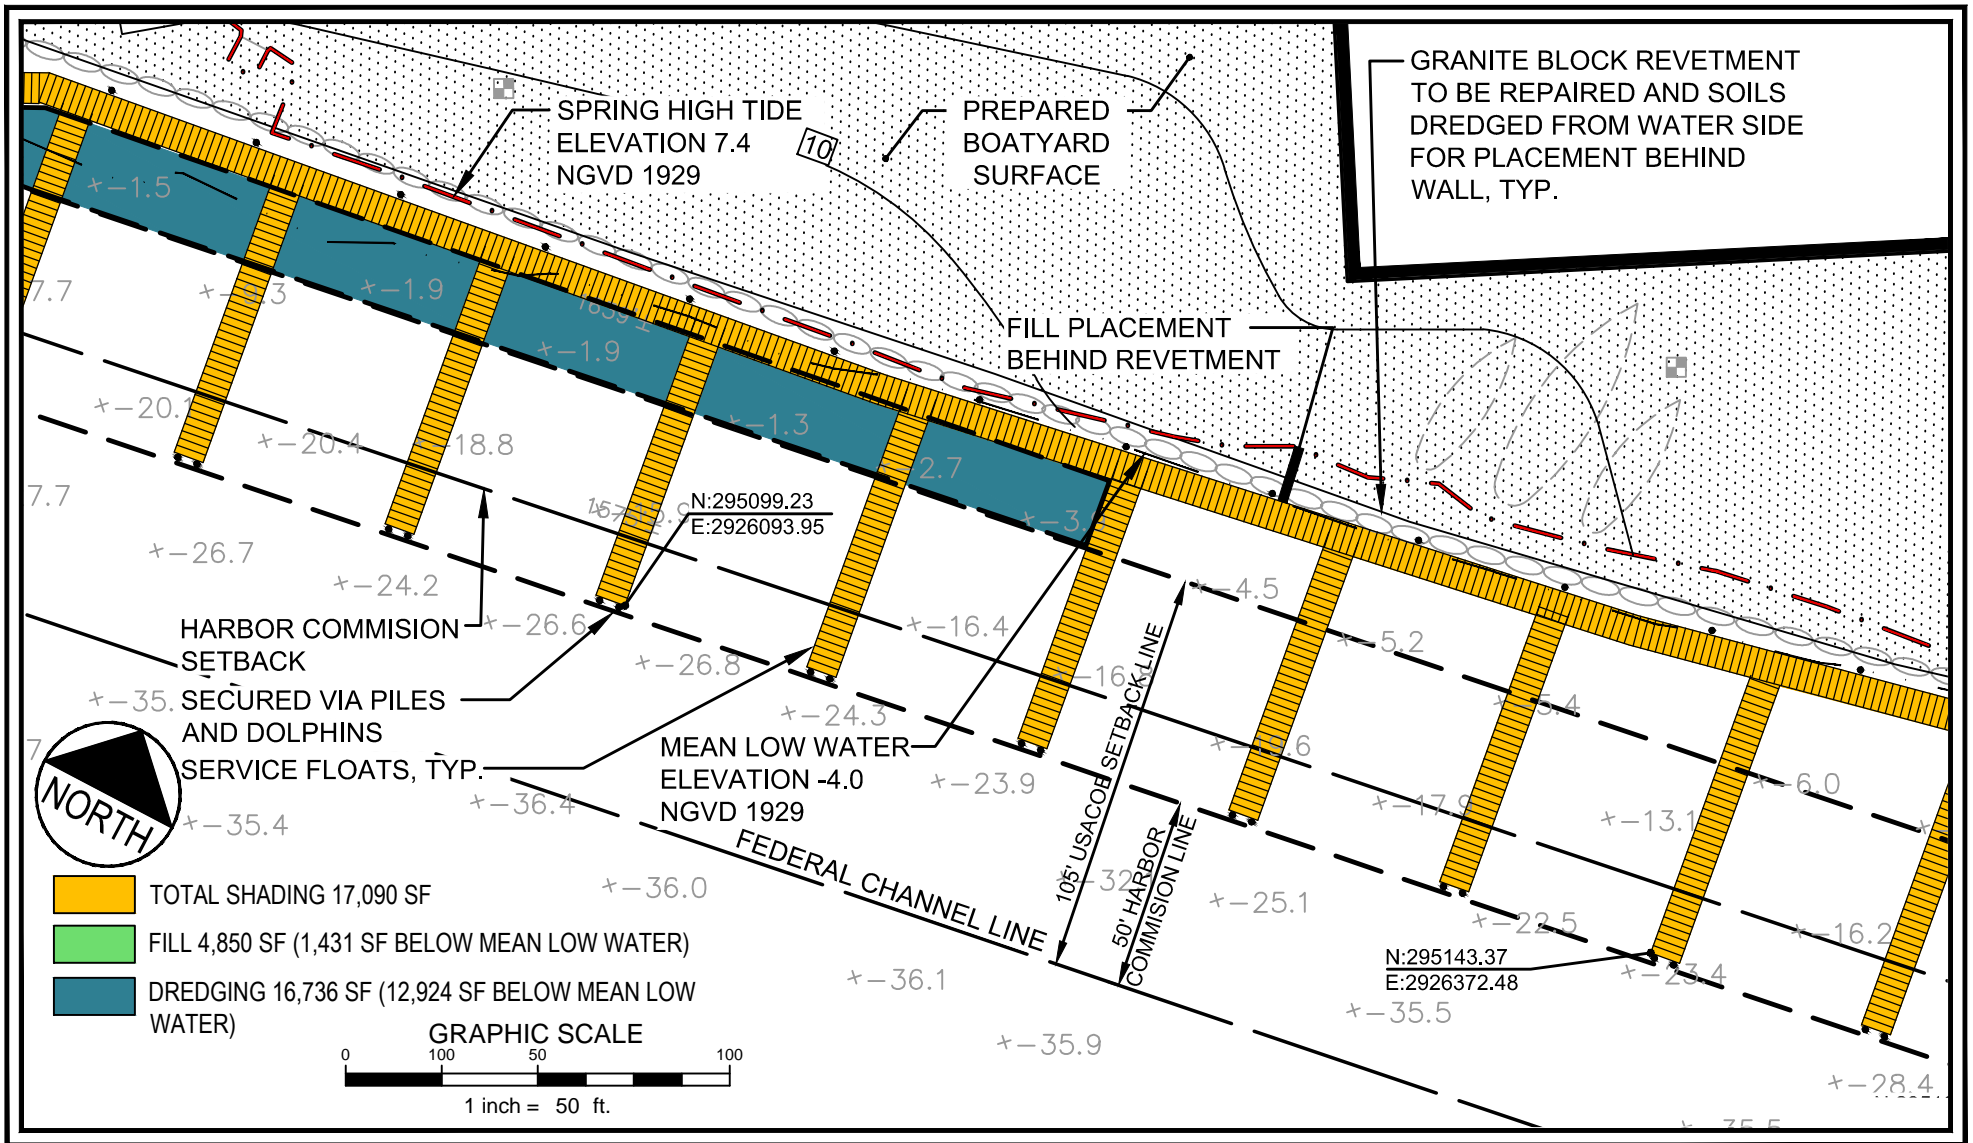 GRANITE BLOCK REVETMENT
TO BE REPAIRED AND SOILS
DREDGED FROM WATER SIDE
FOR PLACEMENT BEHIND
WALL, TYP.
SPRING HIGH TIDE
ELEVATION 7.4
NGVD 1929
PREPARED
BOATYARD
SURFACE
10
-1.5
7.7
-9.3
-1.9
-1.9
-1.3
-2.7
FILL PLACEMENT
BEHIND REVETMENT
-20.1
-20.4
-18.8
7.7
N:295099.23
E:2926093.95
-26.7
-24.2
-26.6
-26.8
-16.4
-4.5
-5.2
-5.4
-6.0
HARBOR COMMISION
SETBACK
SECURED VIA PILES
AND DOLPHINS
SERVICE FLOATS, TYP.
MEAN LOW WATER
ELEVATION -4.0
NGVD 1929
-24.3
-23.9
-17.9
-13.1
-16.2
105' USACOE SETBACK LINE
50' HARBOR
COMMISION LINE
FEDERAL CHANNEL LINE
NORTH
-35.4
-36.4
-36.0
-25.1
-22.5
-23.4
N:295143.37
E:2926372.48
-36.1
-35.9
-35.5
-28.4
TOTAL SHADING 17,090 SF
FILL 4,850 SF (1,431 SF BELOW MEAN LOW WATER)
DREDGING 16,736 SF (12,924 SF BELOW MEAN LOW
WATER)
GRAPHIC SCALE
0 100 50 100
1 inch = 50 ft.